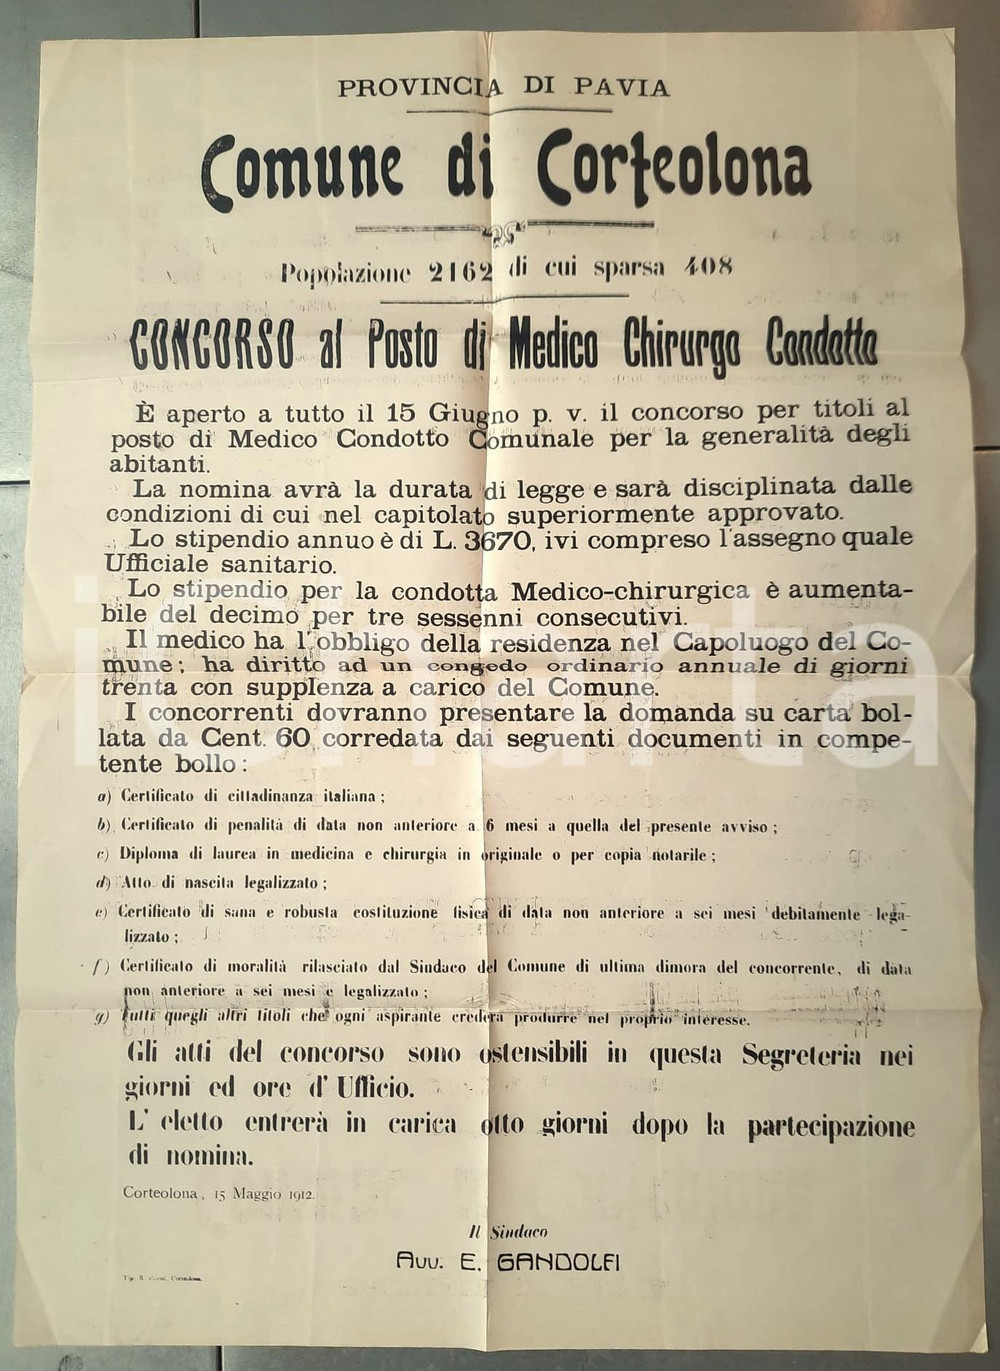 PROVINCIA DI PAVIA
Comune di Corteolona
Popolazione 2162 di cui sparsa 408
CONCORSO al Posto di Medico Chirurgo Condotto
È aperto a tutto il 15 Giugno p. v. il concorso per titoli al
posto di Medico Condotto Comunale per la generalità degli
abitanti.
La nomina avrà la durata di legge e sarà disciplinata dalle
condizioni di cui nel capitolato superiormente approvato.
Lo stipendio annuo è di L. 3670, ivi compreso l'assegno quale
Ufficiale sanitario.
Lo stipendio per la condotta Medico-chirurgica è aumenta-
bile del decimo per tre sessenni consecutivi.
Il medico ha l'obbligo della residenza nel Capoluogo del Co-
mune; ha diritto ad un congedo ordinario annuale di giorni
trenta con supplenza a carico del Comune.
I concorrenti dovranno presentare la domanda su carta bol-
lata da Cent. 60 corredata dai seguenti documenti in compe-
tente bollo:
a) Certificato di cittadinanza italiana;
b) Certificato di penalità di data non anteriore a 6 mesi a quella del presente avviso;
c) Diploma di laurea in medicina e chirurgia in originale o per copia notarile;
d) Atto di nascita legalizzato;
e) Certificato di sana e robusta costituzione fisica di data non anteriore a sei mesi debitamente lega-
lizzato;
f) Certificato di moralità rilasciato dal Sindaco del Comune di ultima dimora del concorrente, di data
non anteriore a sei mesi e legalizzato;
g) Tutti quegli altri titoli che ogni aspirante crederà produrre nel proprio interesse.
Gli atti del concorso sono ostensibili in questa Segreteria nei
giorni ed ore d'Ufficio.
L'eletto entrerà in carica otto giorni dopo la partecipazione
di nomina.
Corteolona, 15 Maggio 1912.
Il Sindaco
Avv. E. GANDOLFI
Tip. Corteolona.